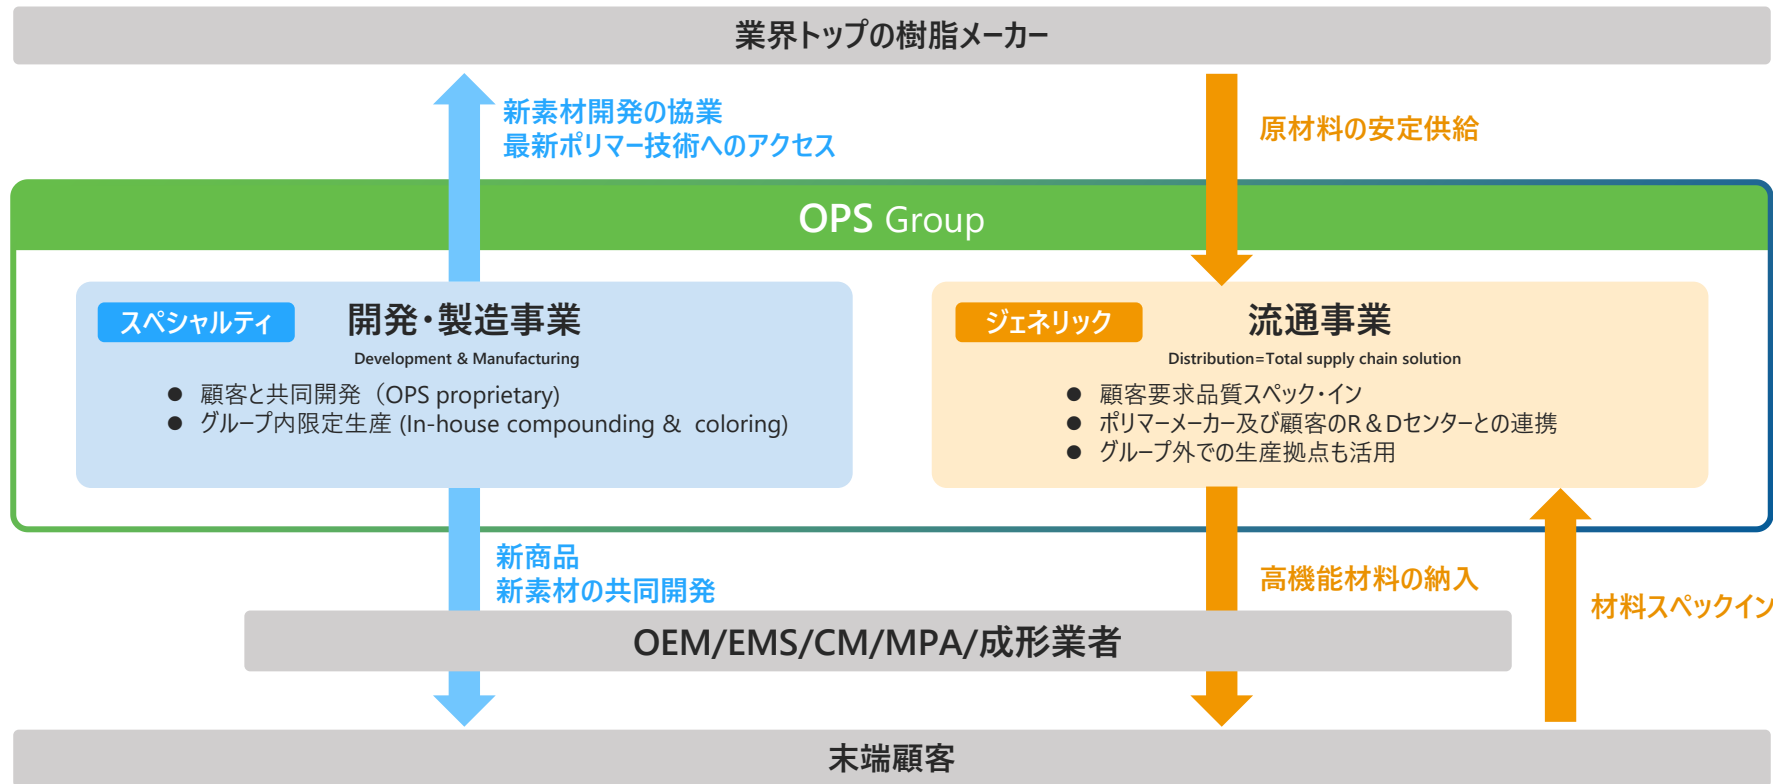 業界トップの樹脂メーカー
新素材開発の協業
最新ポリマー技術へのアクセス
原材料の安定供給
OPS Group
スペシャルティ
開発・製造事業
Development & Manufacturing
● 顧客と共同開発（OPS proprietary)
● グループ内限定生産 (In-house compounding & coloring)
ジェネリック
流通事業
Distribution=Total supply chain solution
● 顧客要求品質スペック・イン
● ポリマーメーカー及び顧客のR＆Dセンターとの連携
● グループ外での生産拠点も活用
新商品
新素材の共同開発
高機能材料の納入
材料スペックイン
OEM/EMS/CM/MPA/成形業者
末端顧客